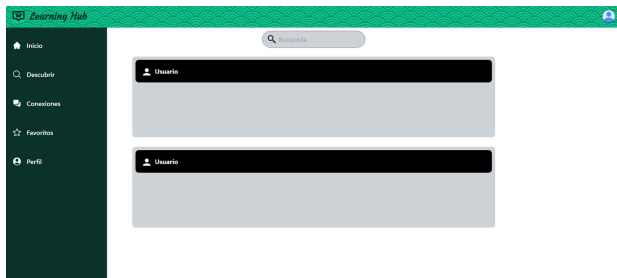 Learning Hub
Búsqueda
Inicio
Descubrir
Conexiones
Favoritos
Perfil
Usuario
Usuario